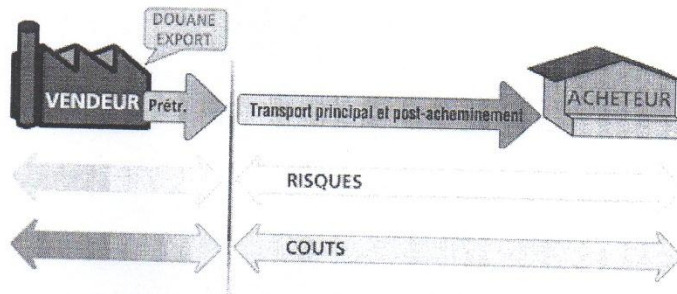 DOUANE
EXPORT
VENDEUR
Prétr.
Transport principal et post-acheminement
ACHETEUR
RISQUES
COUTS